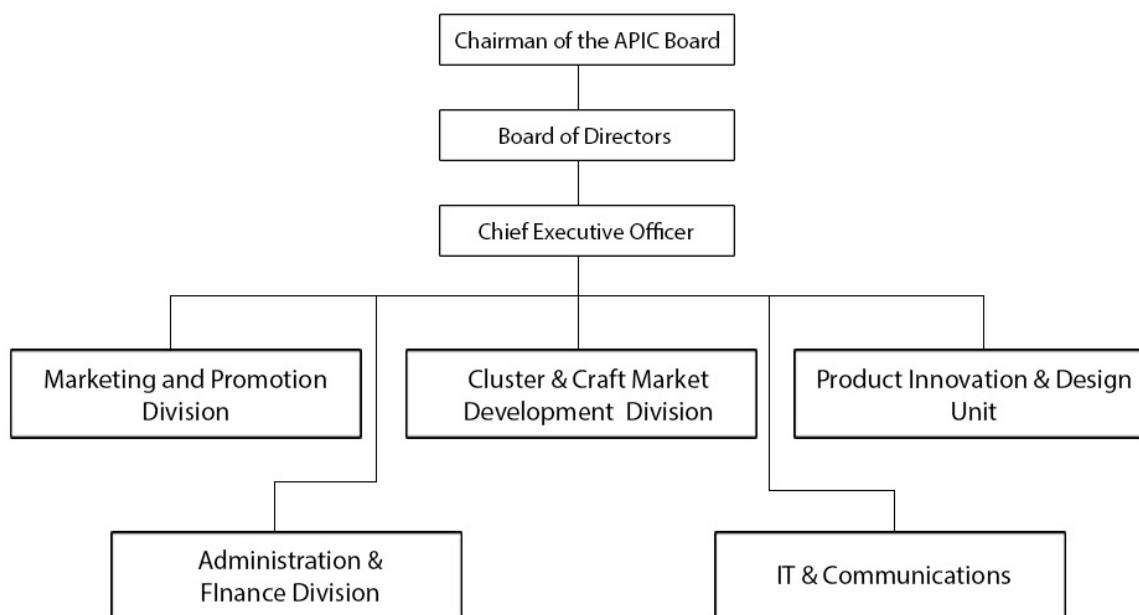 Chairman of the APIC Board
Board of Directors
Chief Executive Officer
Marketing and Promotion
Division
Cluster & Craft Market
Development Division
Product Innovation & Design
Unit
Administration &
FInance Division
IT & Communications